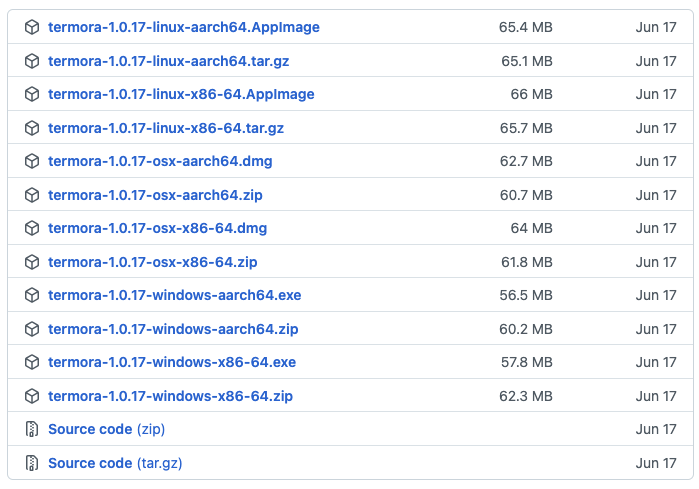 termora-1.0.17-linux-aarch64.AppImage 65.4 MB Jun 17
termora-1.0.17-linux-aarch64.tar.gz 65.1 MB Jun 17
termora-1.0.17-linux-x86-64.AppImage 66 MB Jun 17
termora-1.0.17-linux-x86-64.tar.gz 65.7 MB Jun 17
termora-1.0.17-osx-aarch64.dmg 62.7 MB Jun 17
termora-1.0.17-osx-aarch64.zip 60.7 MB Jun 17
termora-1.0.17-osx-x86-64.dmg 64 MB Jun 17
termora-1.0.17-osx-x86-64.zip 61.8 MB Jun 17
termora-1.0.17-windows-aarch64.exe 56.5 MB Jun 17
termora-1.0.17-windows-aarch64.zip 60.2 MB Jun 17
termora-1.0.17-windows-x86-64.exe 57.8 MB Jun 17
termora-1.0.17-windows-x86-64.zip 62.3 MB Jun 17
Source code (zip) Jun 17
Source code (tar.gz) Jun 17